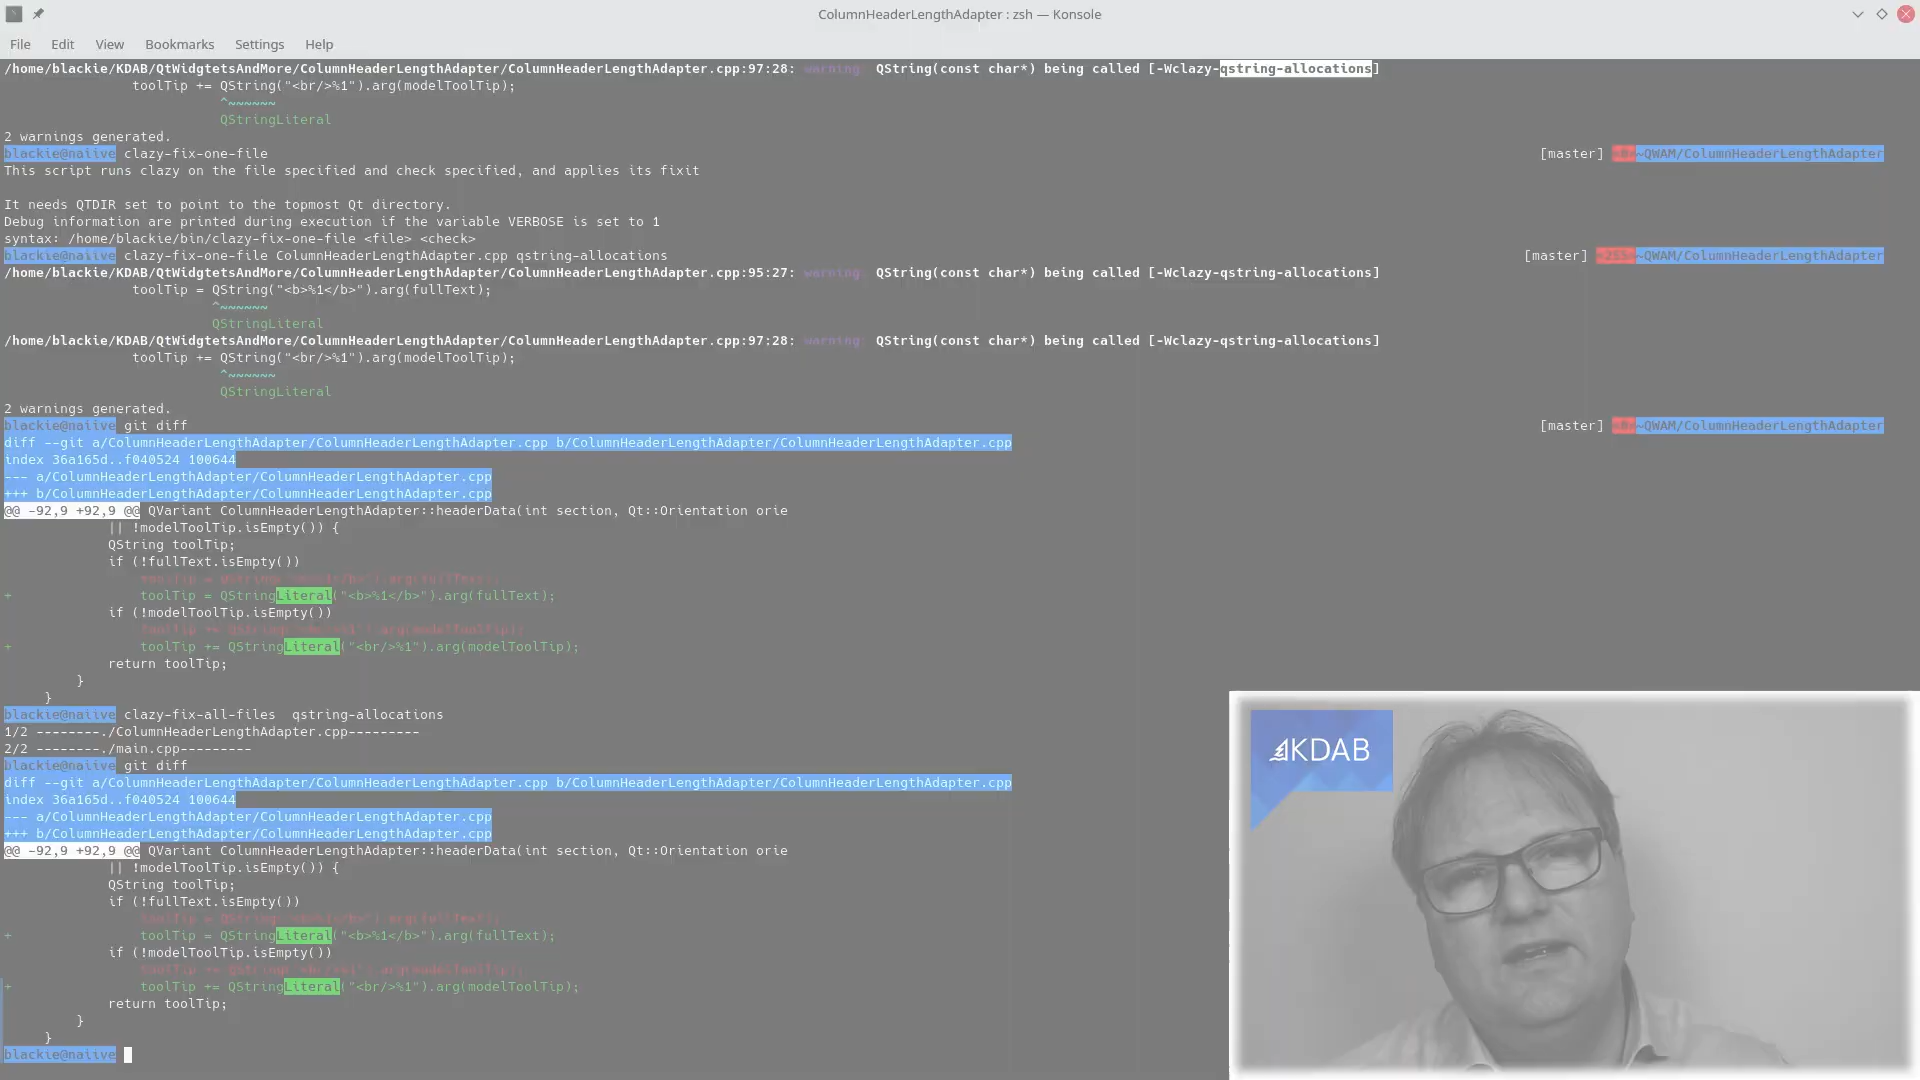 ColumnHeaderLengthAdapter : zsh — Konsole
File Edit View Bookmarks Settings Help
/home/blackie/KDAB/QtWidgtetsAndMore/ColumnHeaderLengthAdapter/ColumnHeaderLengthAdapter.cpp:97:28: warning: QString(const char*) being called [-Wclazy-qstring-allocations]
toolTip += QString("<br/>%1").arg(modelToolTip);
^~~~~~~
QStringLiteral
2 warnings generated.
blackie@naiive clazy-fix-one-file [master] ~QWAM/ColumnHeaderLengthAdapter
This script runs clazy on the file specified and check specified, and applies its fixit
It needs QTDIR set to point to the topmost Qt directory.
Debug information are printed during execution if the variable VERBOSE is set to 1
syntax: /home/blackie/bin/clazy-fix-one-file <file> <check>
blackie@naiive clazy-fix-one-file ColumnHeaderLengthAdapter.cpp qstring-allocations [master] ~QWAM/ColumnHeaderLengthAdapter
/home/blackie/KDAB/QtWidgtetsAndMore/ColumnHeaderLengthAdapter/ColumnHeaderLengthAdapter.cpp:95:27: warning: QString(const char*) being called [-Wclazy-qstring-allocations]
toolTip = QString("<b>%1</b>").arg(fullText);
^~~~~~~
QStringLiteral
/home/blackie/KDAB/QtWidgtetsAndMore/ColumnHeaderLengthAdapter/ColumnHeaderLengthAdapter.cpp:97:28: warning: QString(const char*) being called [-Wclazy-qstring-allocations]
toolTip += QString("<br/>%1").arg(modelToolTip);
^~~~~~~
QStringLiteral
2 warnings generated.
blackie@naiive git diff [master] ~QWAM/ColumnHeaderLengthAdapter
diff --git a/ColumnHeaderLengthAdapter/ColumnHeaderLengthAdapter.cpp b/ColumnHeaderLengthAdapter/ColumnHeaderLengthAdapter.cpp
index 36a165d..f040524 100644
--- a/ColumnHeaderLengthAdapter/ColumnHeaderLengthAdapter.cpp
+++ b/ColumnHeaderLengthAdapter/ColumnHeaderLengthAdapter.cpp
@@ -92,9 +92,9 @@ QVariant ColumnHeaderLengthAdapter::headerData(int section, Qt::Orientation orie
|| !modelToolTip.isEmpty()) {
QString toolTip;
if (!fullText.isEmpty())
+ toolTip = QStringLiteral("<b>%1</b>").arg(fullText);
if (!modelToolTip.isEmpty())
+ toolTip += QStringLiteral("<br/>%1").arg(modelToolTip);
return toolTip;
}
}
blackie@naiive clazy-fix-all-files qstring-allocations
1/2 --------./ColumnHeaderLengthAdapter.cpp---------
2/2 --------./main.cpp---------
blackie@naiive git diff
diff --git a/ColumnHeaderLengthAdapter/ColumnHeaderLengthAdapter.cpp b/ColumnHeaderLengthAdapter/ColumnHeaderLengthAdapter.cpp
index 36a165d..f040524 100644
--- a/ColumnHeaderLengthAdapter/ColumnHeaderLengthAdapter.cpp
+++ b/ColumnHeaderLengthAdapter/ColumnHeaderLengthAdapter.cpp
@@ -92,9 +92,9 @@ QVariant ColumnHeaderLengthAdapter::headerData(int section, Qt::Orientation orie
|| !modelToolTip.isEmpty()) {
QString toolTip;
if (!fullText.isEmpty())
+ toolTip = QStringLiteral("<b>%1</b>").arg(fullText);
if (!modelToolTip.isEmpty())
+ toolTip += QStringLiteral("<br/>%1").arg(modelToolTip);
return toolTip;
}
}
blackie@naiive
KDAB